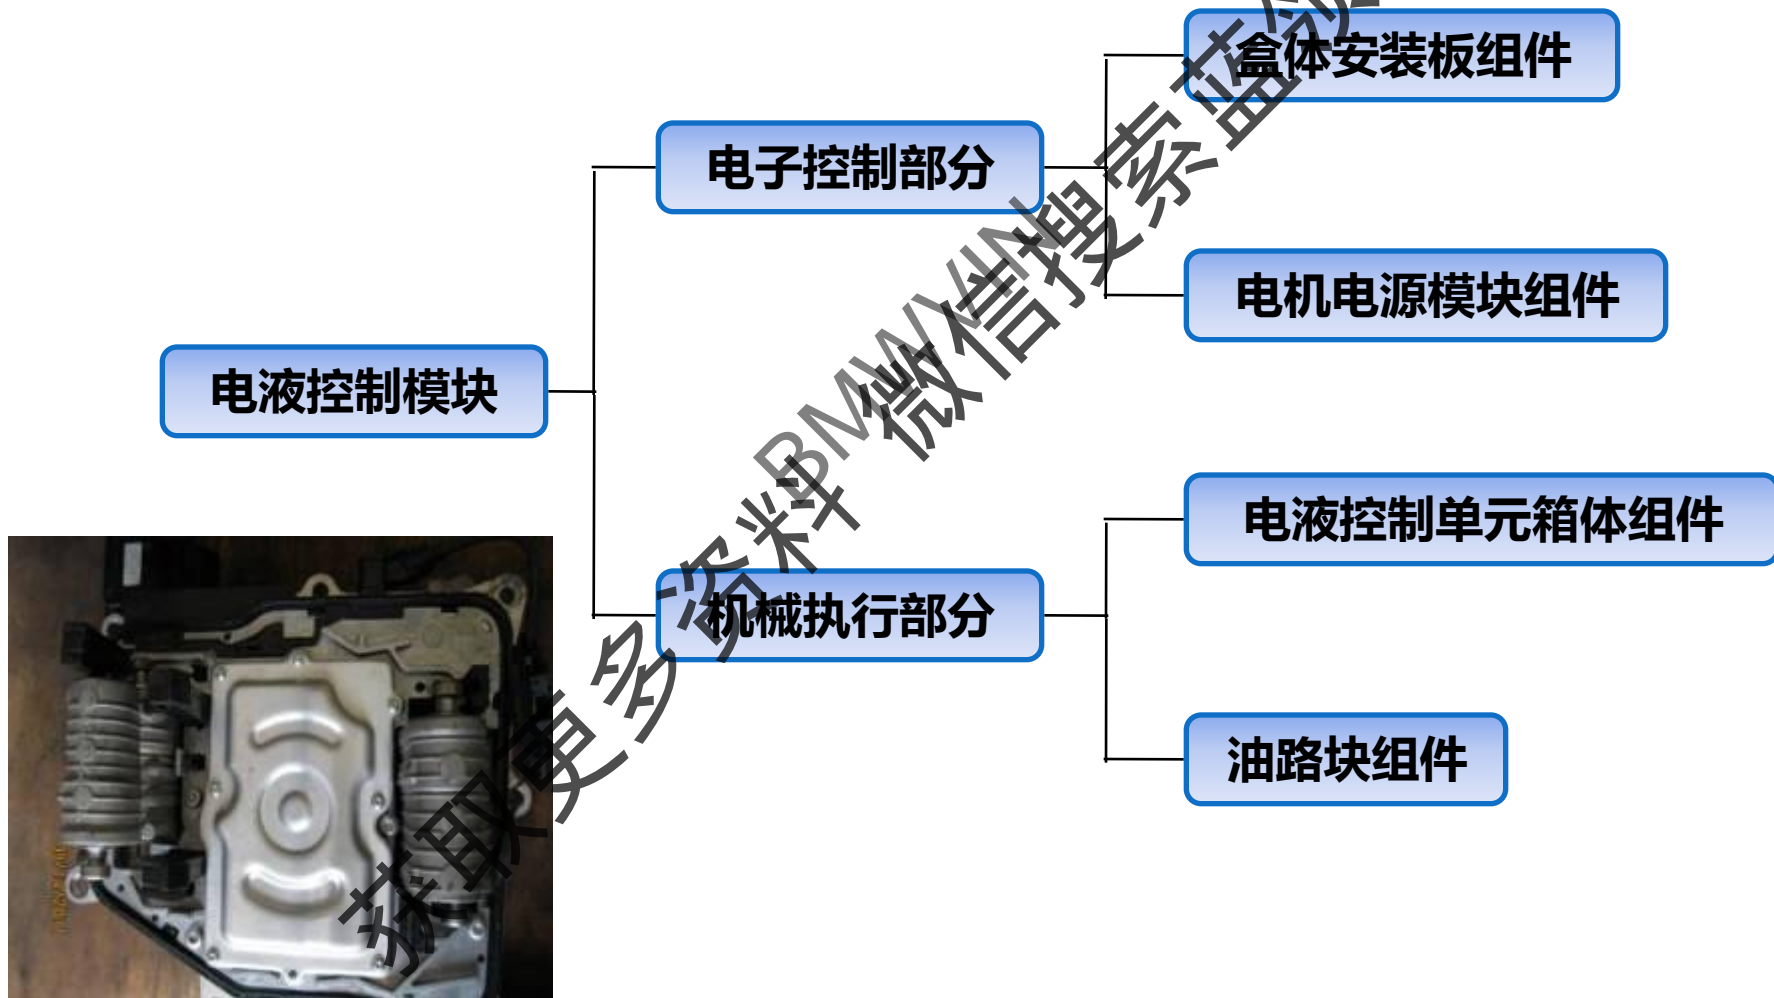 盒体安装板组件
电子控制部分
电机电源模块组件
电液控制模块
电液控制单元箱体组件
机械执行部分
油路块组件
获取更多资料 微信搜索蓝领
BMWVIN